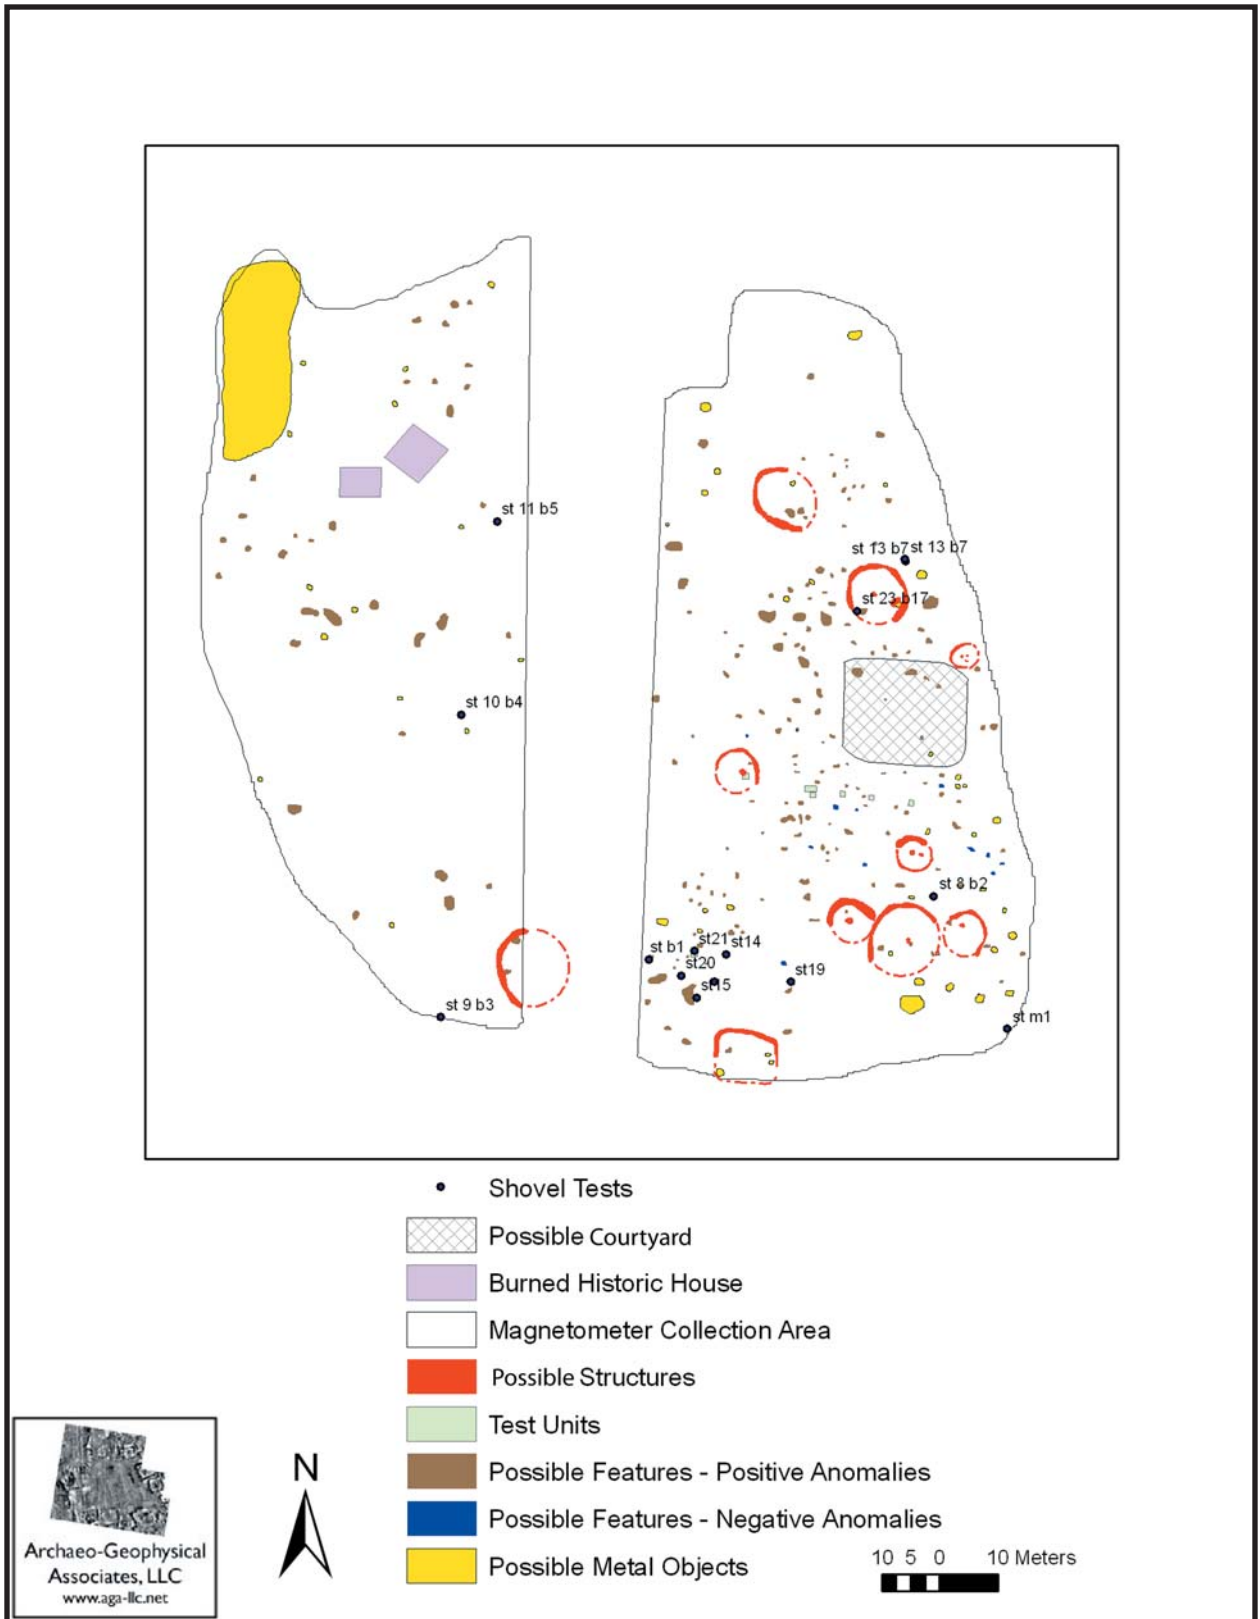 st 11 b5
st 13 b7 st 13 b7
st 23 b17
st 10 b4
st 8 b2
st21 st14
st b1
st20
st19
st15
st 9 b3
st m1
Shovel Tests
Possible Courtyard
Burned Historic House
Magnetometer Collection Area
Possible Structures
Test Units
Possible Features - Positive Anomalies
Possible Features - Negative Anomalies
Possible Metal Objects
N
10 5 0 10 Meters
Archaeo-Geophysical
Associates, LLC
www.aga-llc.net